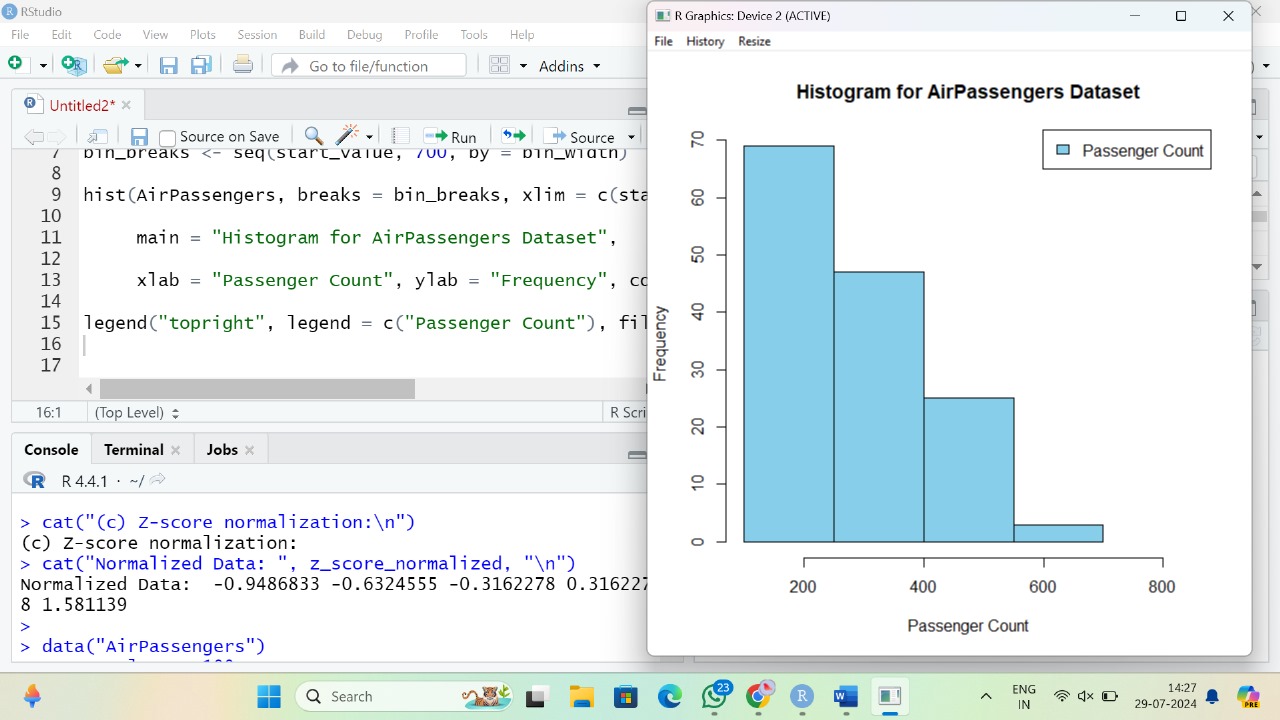 RStudio
File Edit Code View Plots Session Build Debug Profile Tools Help
Go to file/function Addins
Untitled2*
Source on Save Run Source
7 bin_breaks <- seq(start_value, 700, by = bin_width)
8
9 hist(AirPassengers, breaks = bin_breaks, xlim = c(sta
10
11 main = "Histogram for AirPassengers Dataset",
12
13 xlab = "Passenger Count", ylab = "Frequency", co
14
15 legend("topright", legend = c("Passenger Count"), fil
16
17
16:1 (Top Level) R Scri
Console Terminal Jobs
R 4.4.1 · ~/
> cat("(c) Z-score normalization:\n")
(c) Z-score normalization:
> cat("Normalized Data: ", z_score_normalized, "\n")
Normalized Data: -0.9486833 -0.6324555 -0.3162278 0.316227
8 1.581139
>
> data("AirPassengers")
R Graphics: Device 2 (ACTIVE)
File History Resize
Histogram for AirPassengers Dataset
Passenger Count
70
60
50
40
30
20
10
0
Frequency
200 400 600 800
Passenger Count
Search
23
ENG
IN
14:27
29-07-2024
PRE